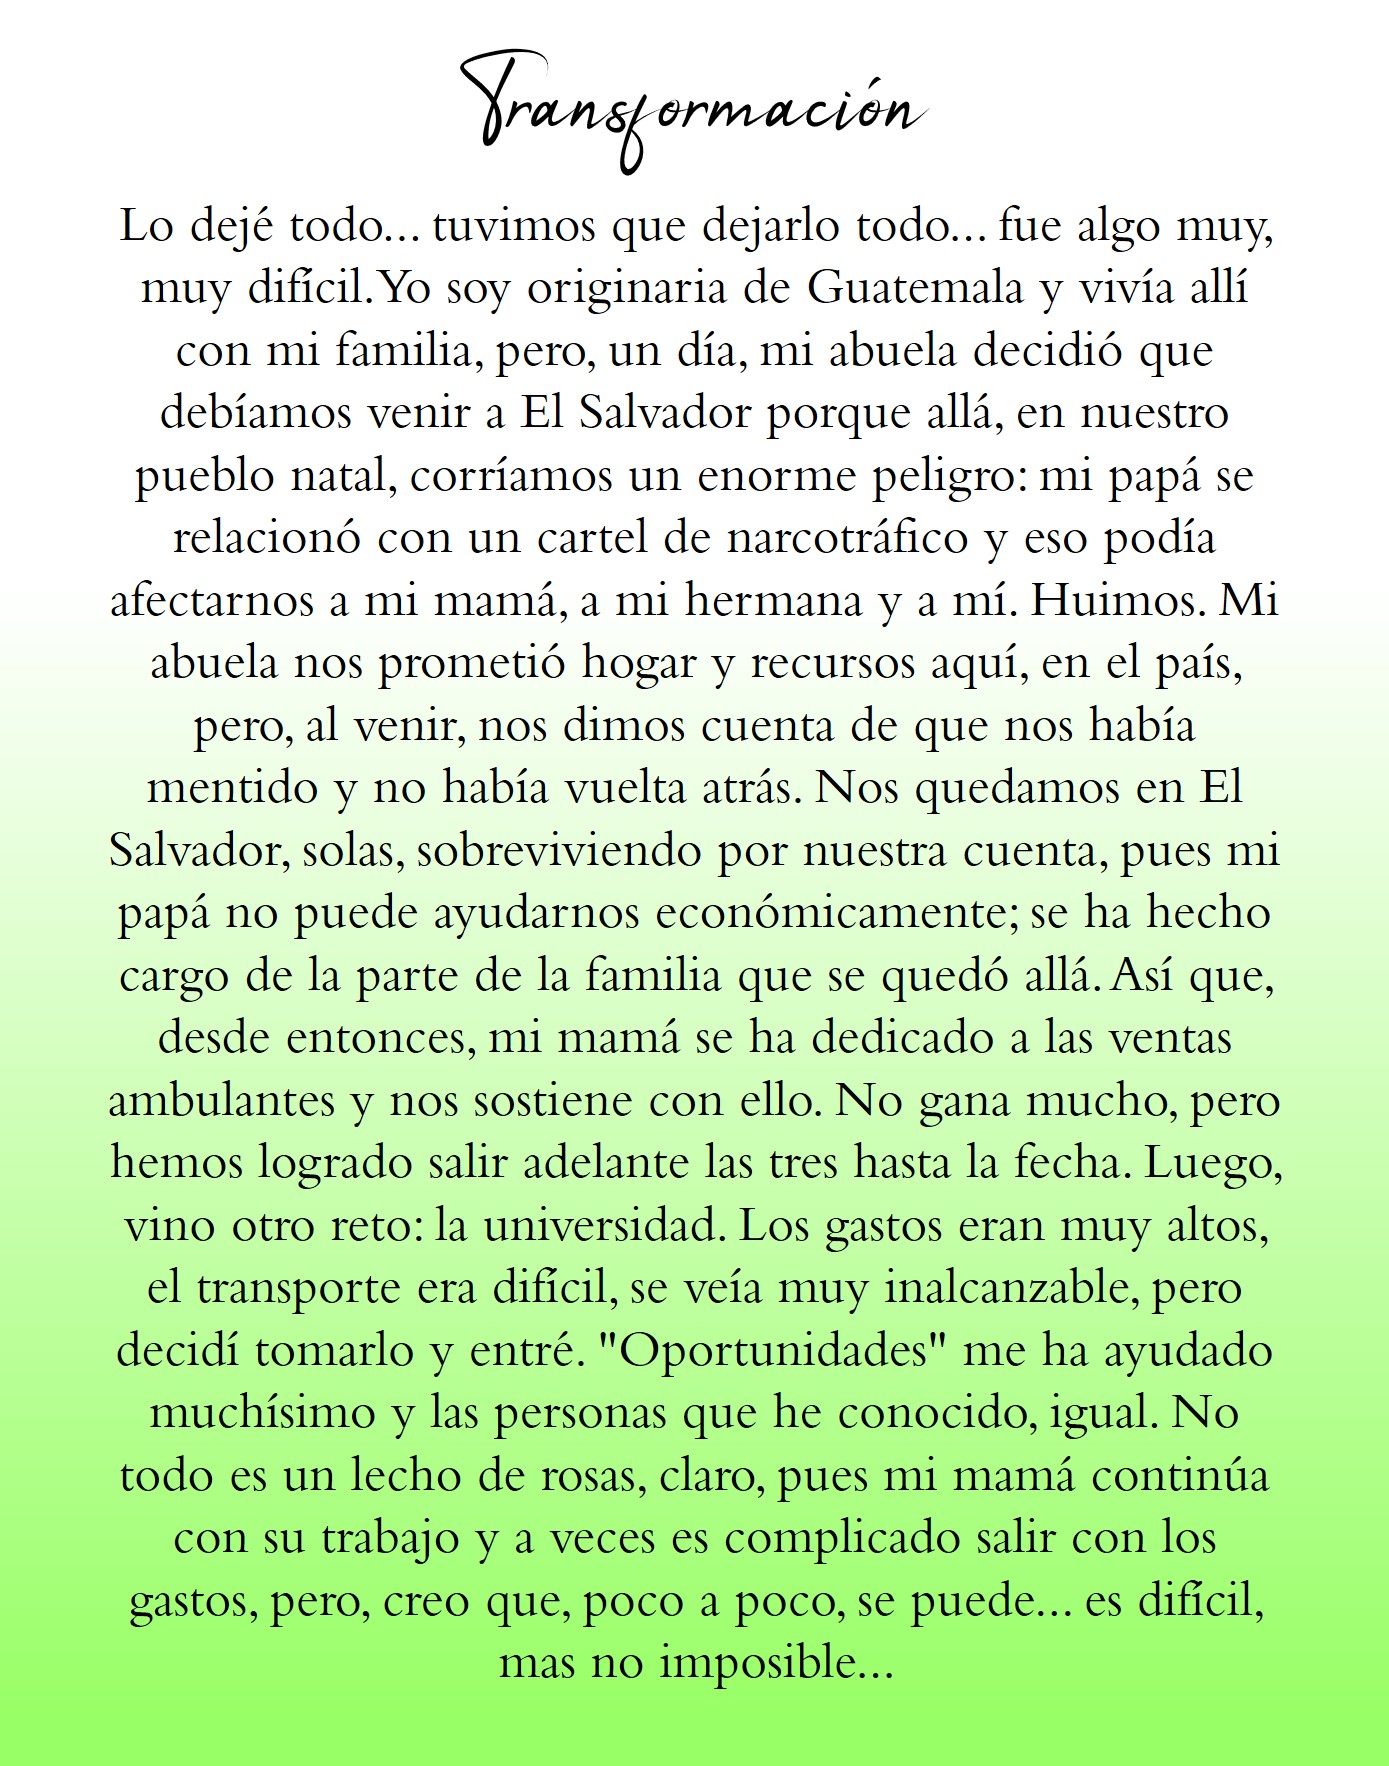 Transformación
Lo dejé todo... tuvimos que dejarlo todo... fue algo muy,
muy difícil. Yo soy originaria de Guatemala y vivía allí
con mi familia, pero, un día, mi abuela decidió que
debíamos venir a El Salvador porque allá, en nuestro
pueblo natal, corríamos un enorme peligro: mi papá se
relacionó con un cartel de narcotráfico y eso podía
afectarnos a mi mamá, a mi hermana y a mí. Huimos. Mi
abuela nos prometió hogar y recursos aquí, en el país,
pero, al venir, nos dimos cuenta de que nos había
mentido y no había vuelta atrás. Nos quedamos en El
Salvador, solas, sobreviviendo por nuestra cuenta, pues mi
papá no puede ayudarnos económicamente; se ha hecho
cargo de la parte de la familia que se quedó allá. Así que,
desde entonces, mi mamá se ha dedicado a las ventas
ambulantes y nos sostiene con ello. No gana mucho, pero
hemos logrado salir adelante las tres hasta la fecha. Luego,
vino otro reto: la universidad. Los gastos eran muy altos,
el transporte era difícil, se veía muy inalcanzable, pero
decidí tomarlo y entré. "Oportunidades" me ha ayudado
muchísimo y las personas que he conocido, igual. No
todo es un lecho de rosas, claro, pues mi mamá continúa
con su trabajo y a veces es complicado salir con los
gastos, pero, creo que, poco a poco, se puede... es difícil,
mas no imposible...